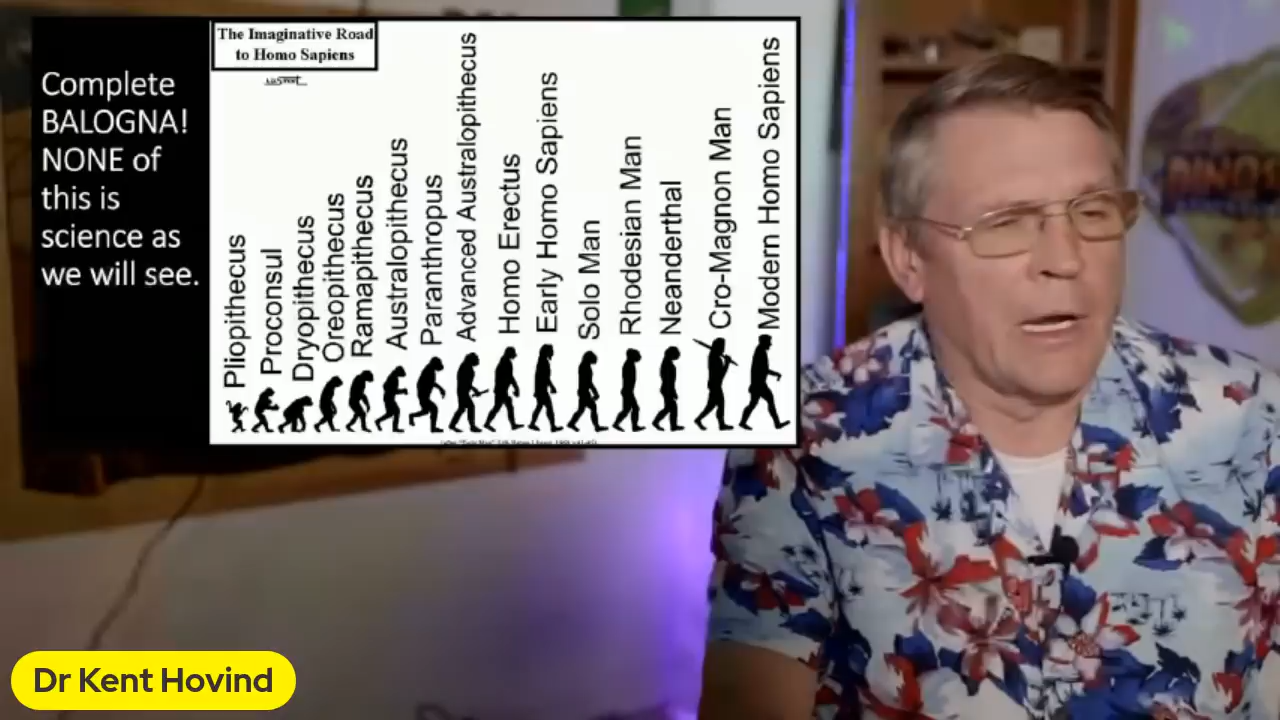 Complete
BALOGNA!
NONE of
this is
science as
we will see.
The Imaginative Road
to Homo Sapiens
Pliopithecus
Proconsul
Dryopithecus
Oreopithecus
Ramapithecus
Australopithecus
Paranthropus
Advanced Australopithecus
Homo Erectus
Early Homo Sapiens
Solo Man
Rhodesian Man
Neanderthal
Cro-Magnon Man
Modern Homo Sapiens
Dr Kent Hovind